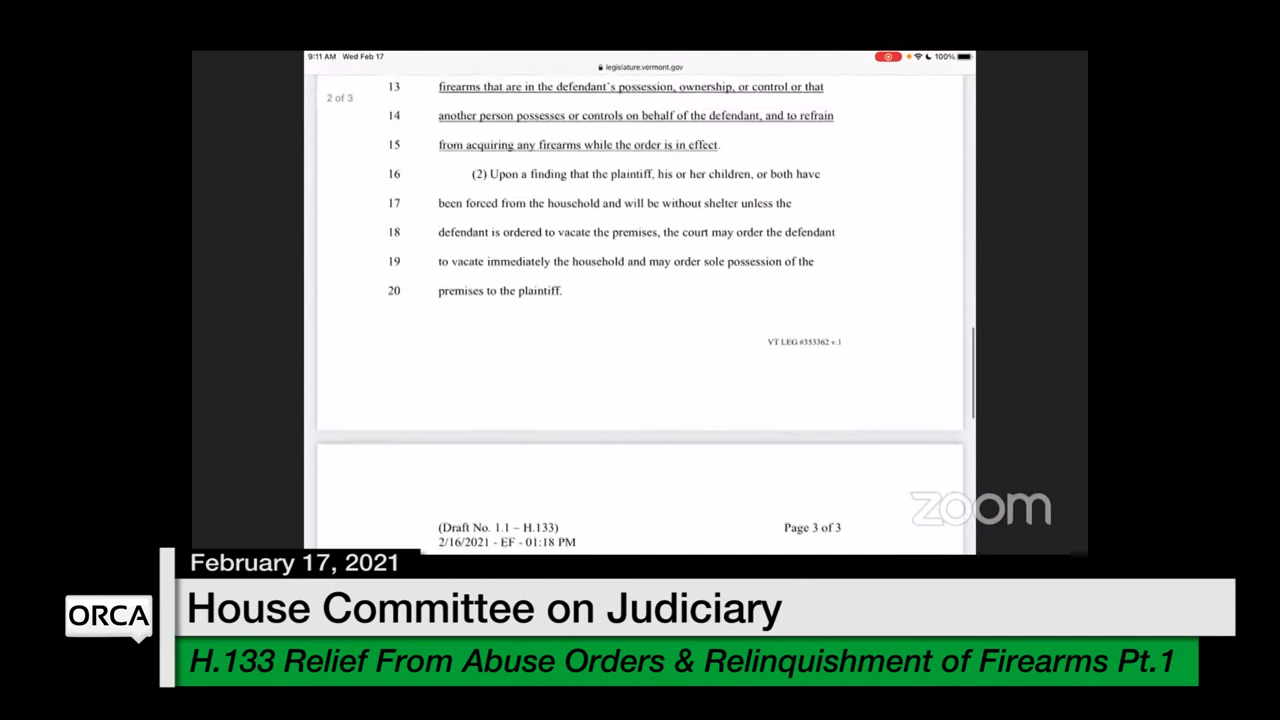 9:11 AM Wed Feb 17
100%
legislature.vermont.gov
2 of 3
13 firearms that are in the defendant's possession, ownership, or control or that
14 another person possesses or controls on behalf of the defendant, and to refrain
15 from acquiring any firearms while the order is in effect.
16 (2) Upon a finding that the plaintiff, his or her children, or both have
17 been forced from the household and will be without shelter unless the
18 defendant is ordered to vacate the premises, the court may order the defendant
19 to vacate immediately the household and may order sole possession of the
20 premises to the plaintiff.
VT LEG #353362 v.1
(Draft No. 1.1 – H.133) Page 3 of 3
2/16/2021 - EF - 01:18 PM
zoom
February 17, 2021
ORCA
House Committee on Judiciary
H.133 Relief From Abuse Orders & Relinquishment of Firearms Pt.1